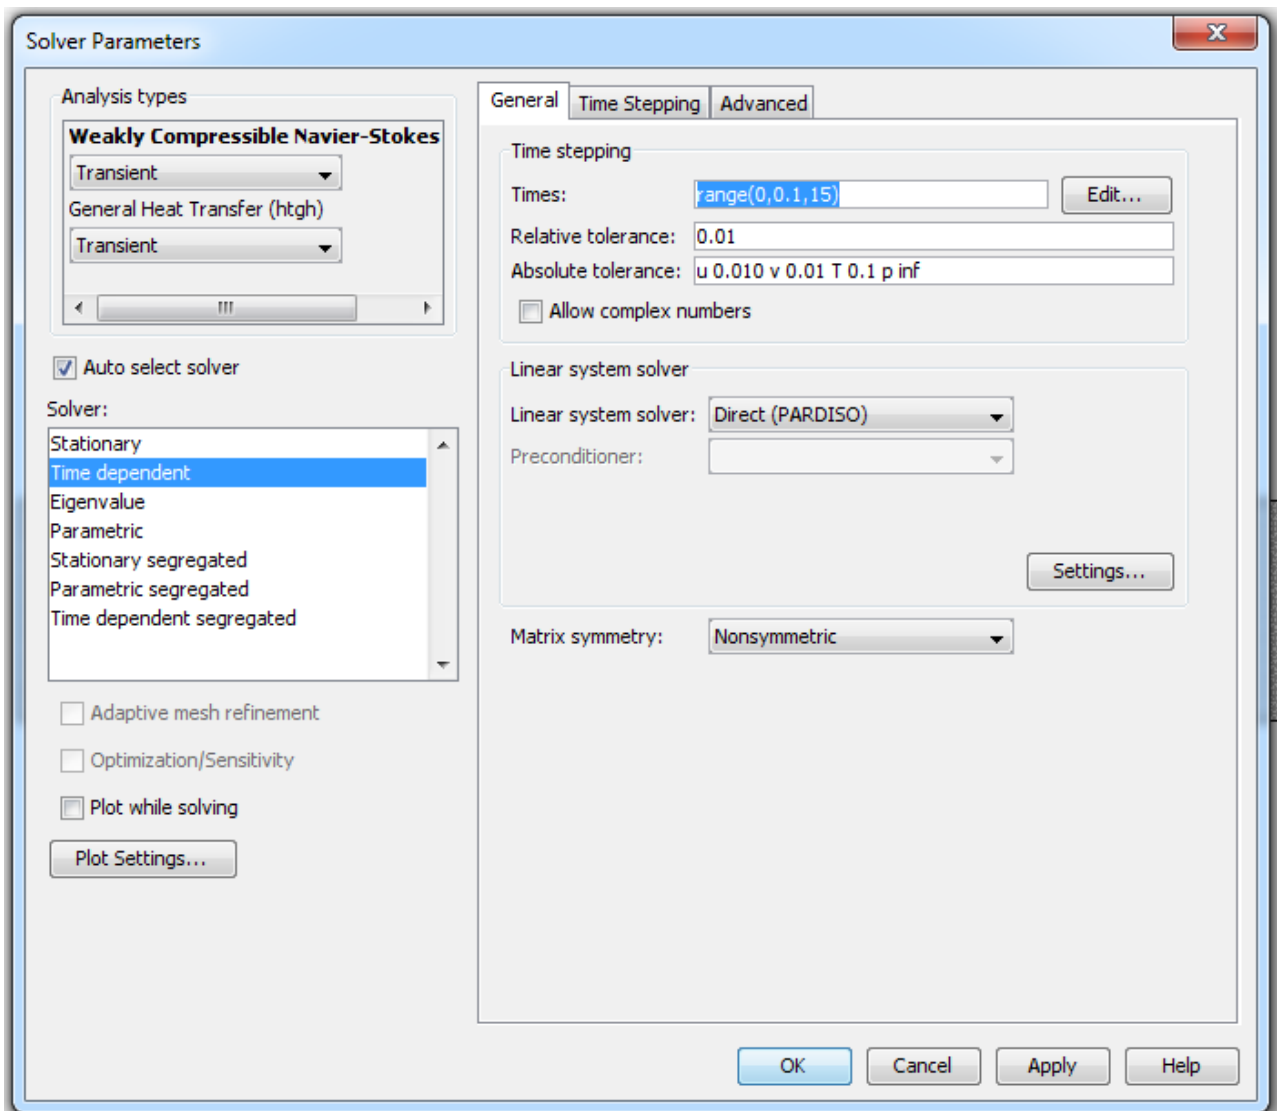 Solver Parameters
Analysis types
Weakly Compressible Navier-Stokes
Transient
General Heat Transfer (htgh)
Transient
Auto select solver
Solver:
Stationary
Time dependent
Eigenvalue
Parametric
Stationary segregated
Parametric segregated
Time dependent segregated
Adaptive mesh refinement
Optimization/Sensitivity
Plot while solving
Plot Settings...
General Time Stepping Advanced
Time stepping
Times: range(0,0.1,15) Edit...
Relative tolerance: 0.01
Absolute tolerance: u 0.010 v 0.01 T 0.1 p inf
Allow complex numbers
Linear system solver
Linear system solver: Direct (PARDISO)
Preconditioner:
Settings...
Matrix symmetry: Nonsymmetric
OK Cancel Apply Help